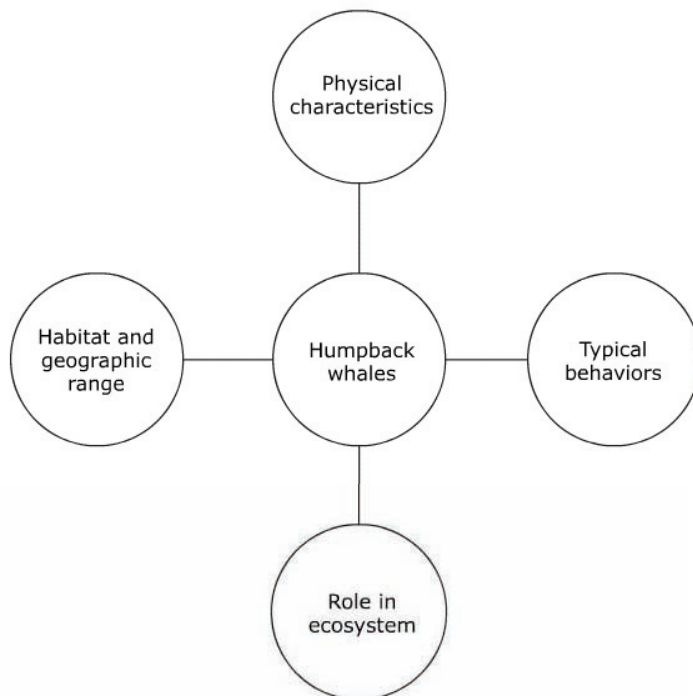 Physical
characteristics
Habitat and
geographic
range
Humpback
whales
Typical
behaviors
Role in
ecosystem